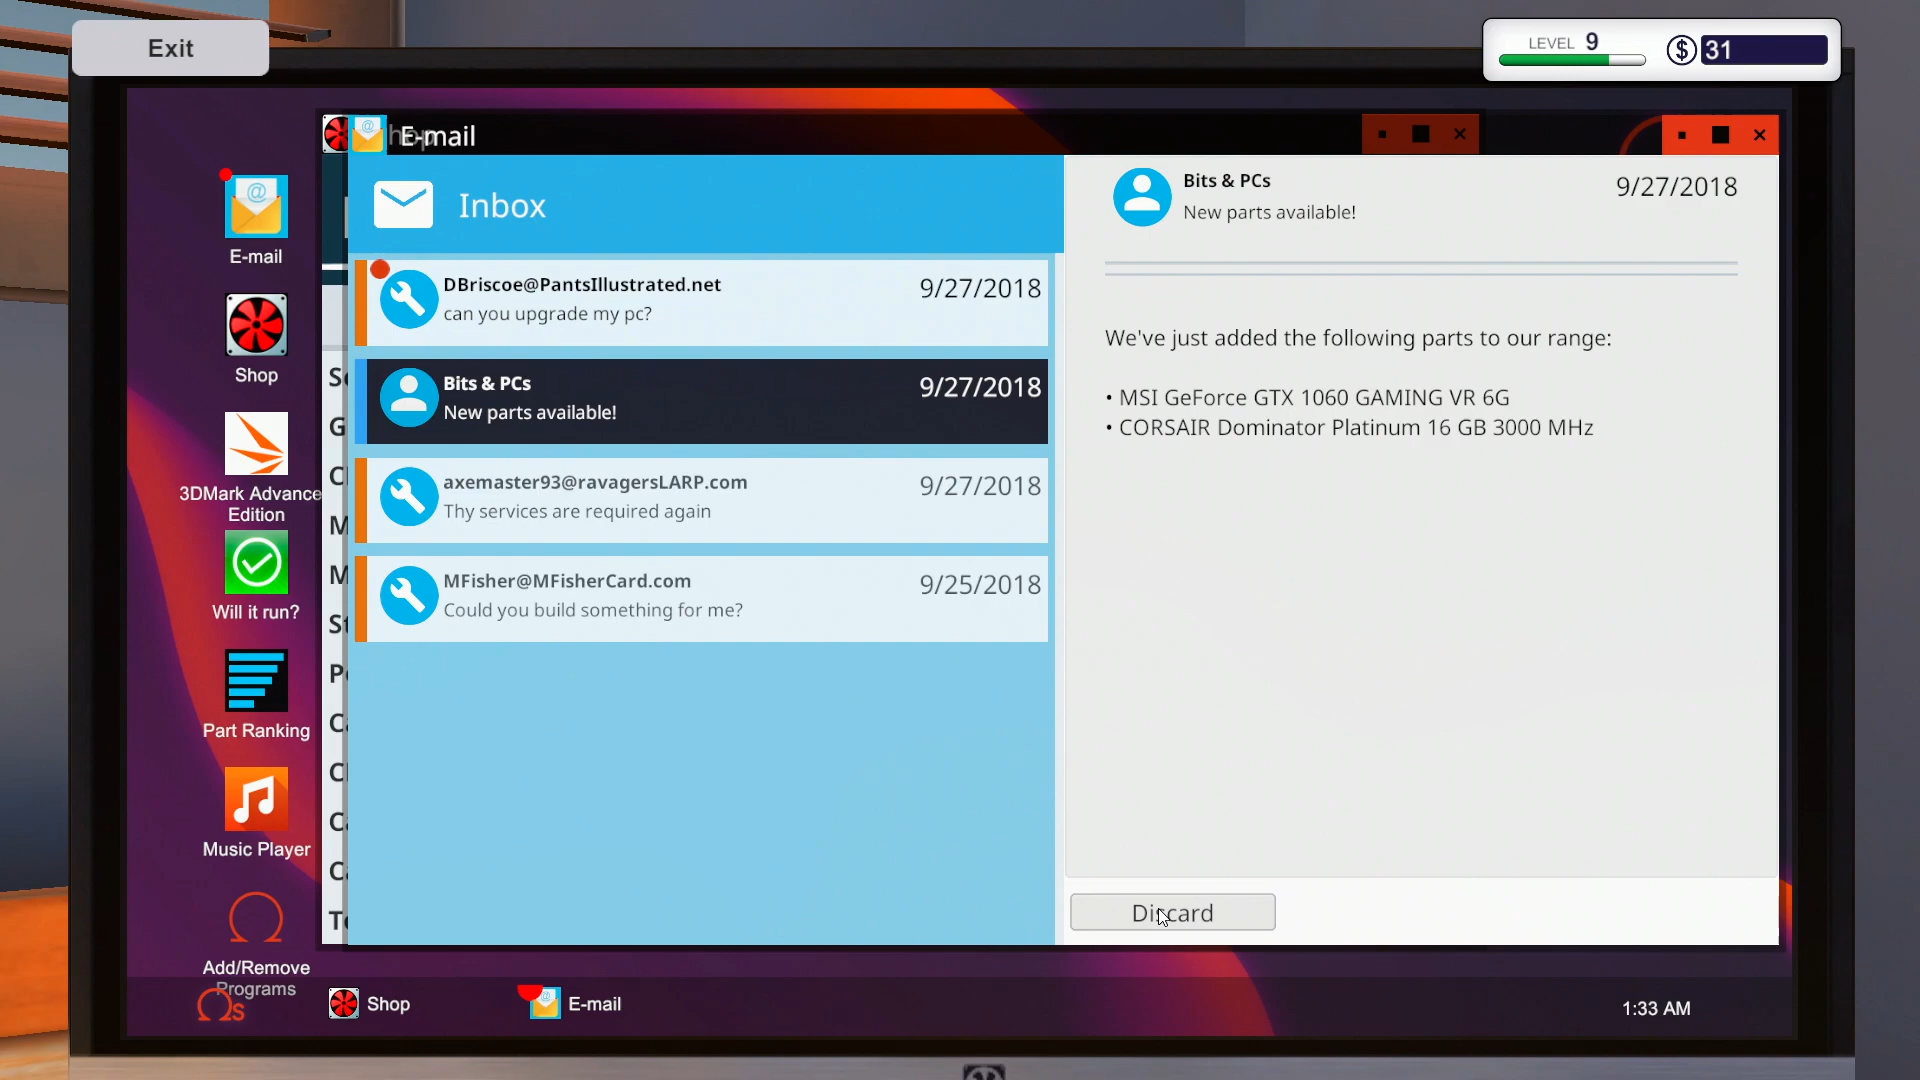 Exit
LEVEL 9
$ 31
E-mail
E-mail
Shop
3DMark Advance
Edition
Will it run?
Part Ranking
Music Player
Add/Remove
Programs
Inbox
DBriscoe@PantsIllustrated.net
9/27/2018
can you upgrade my pc?
Bits & PCs
9/27/2018
New parts available!
axemaster93@ravagersLARP.com
9/27/2018
Thy services are required again
MFisher@MFisherCard.com
9/25/2018
Could you build something for me?
Bits & PCs
9/27/2018
New parts available!
We've just added the following parts to our range:
• MSI GeForce GTX 1060 GAMING VR 6G
• CORSAIR Dominator Platinum 16 GB 3000 MHz
Discard
Shop
E-mail
1:33 AM